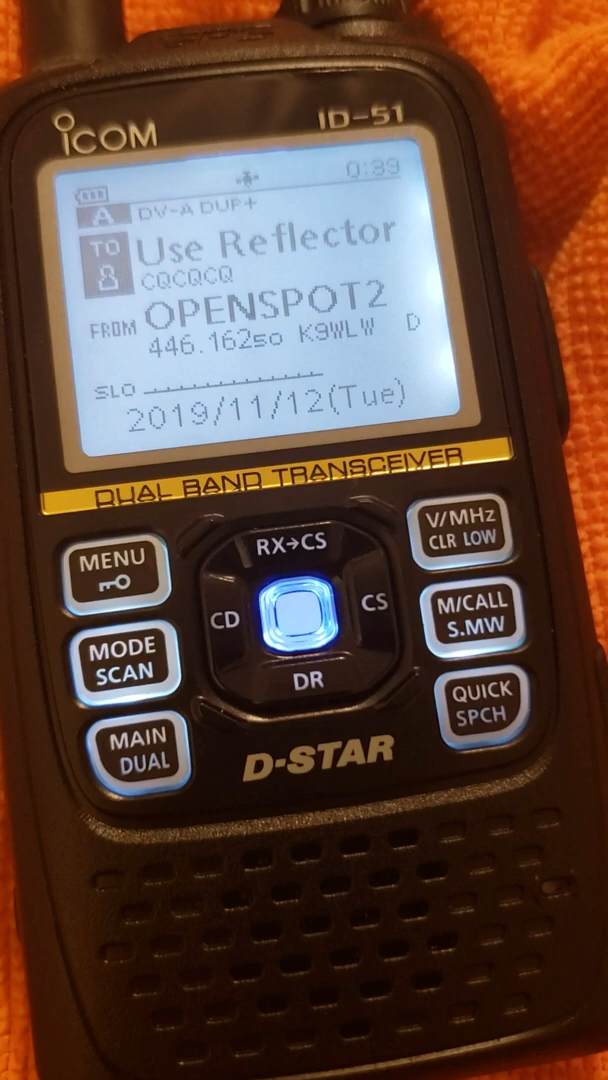 ICOM ID-51
0:39
A DV-A DUP+
TO Use Reflector
CQCQCQ
FROM OPENSPOT2
446.16250 K9WLW D
SLO
2019/11/12(Tue)
DUAL BAND TRANSCEIVER
MENU
RX→CS
V/MHz
CLR LOW
MODE
SCAN
CD
CS
M/CALL
S.MW
DR
MAIN
DUAL
QUICK
SPCH
D-STAR